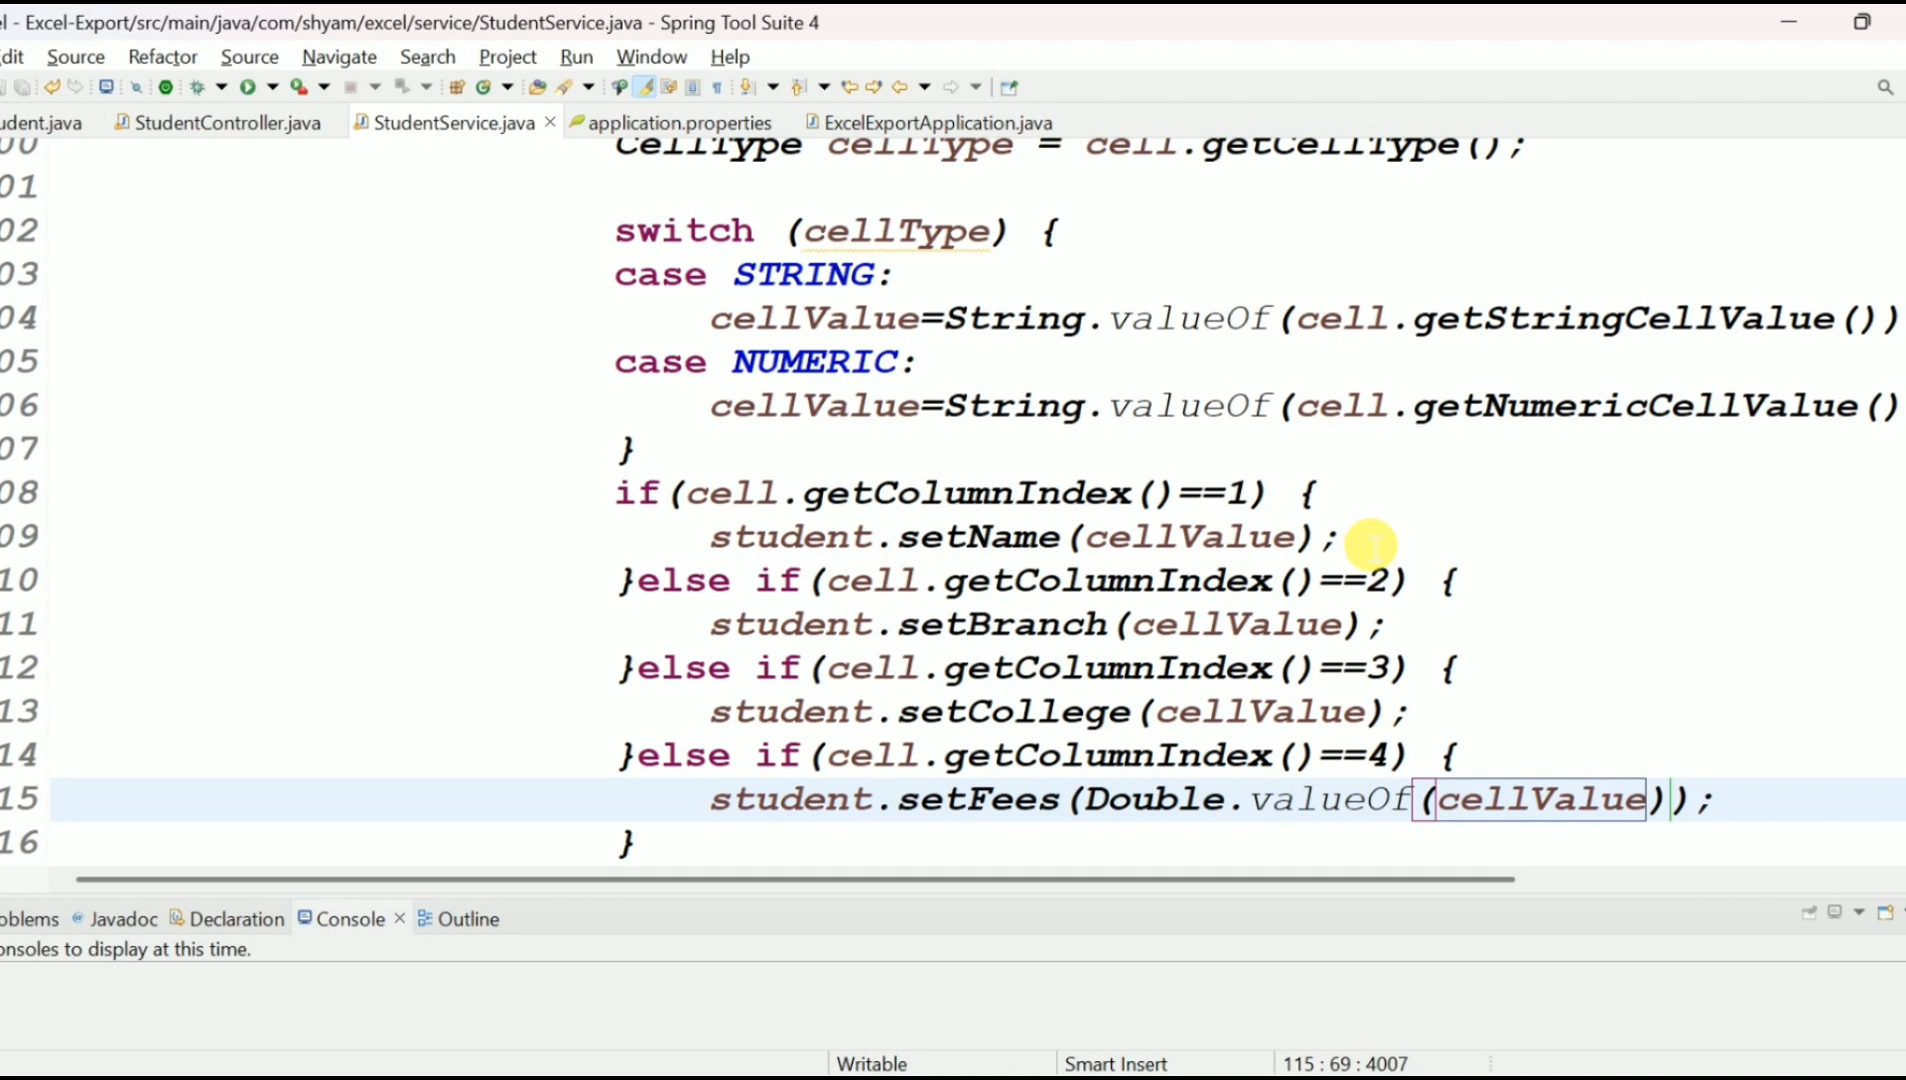 l - Excel-Export/src/main/java/com/shyam/excel/service/StudentService.java - Spring Tool Suite 4
dit Source Refactor Source Navigate Search Project Run Window Help
udent.java StudentController.java StudentService.java application.properties ExcelExportApplication.java
00 CellType cellType = cell.getCellType();
01
02 switch (cellType) {
03 case STRING:
04 cellValue=String.valueOf(cell.getStringCellValue())
05 case NUMERIC:
06 cellValue=String.valueOf(cell.getNumericCellValue()
07 }
08 if(cell.getColumnIndex()==1) {
09 student.setName(cellValue);
10 }else if(cell.getColumnIndex()==2) {
11 student.setBranch(cellValue);
12 }else if(cell.getColumnIndex()==3) {
13 student.setCollege(cellValue);
14 }else if(cell.getColumnIndex()==4) {
15 student.setFees(Double.valueOf(cellValue));
16 }
oblems Javadoc Declaration Console Outline
onsoles to display at this time.
Writable Smart Insert 115 : 69 : 4007